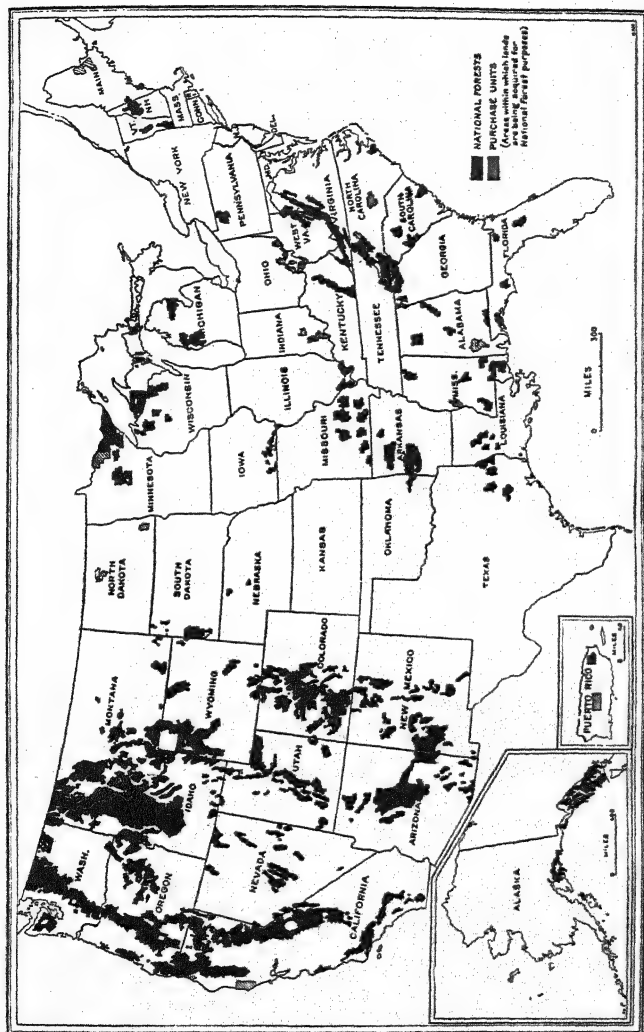 WASH.
OREGON
CALIFORNIA
NEVADA
IDAHO
MONTANA
WYOMING
UTAH
COLORADO
ARIZONA
NEW
MEXICO
NORTH
DAKOTA
SOUTH
DAKOTA
NEBRASKA
KANSAS
OKLAHOMA
TEXAS
MINNESOTA
IOWA
MISSOURI
ARKANSAS
LOUISIANA
WISCONSIN
ILLINOIS
MICHIGAN
INDIANA
OHIO
KENTUCKY
TENNESSEE
MISS.
ALABAMA
GEORGIA
FLORIDA
SOUTH
CAROLINA
NORTH
CAROLINA
VIRGINIA
WEST
VA.
PENNSYLVANIA
NEW YORK
VT.
N.H.
MAINE
MASS.
CONN.
N.J.
DEL.
MD.
NATIONAL FORESTS
PURCHASE UNITS
(Areas within which lands
are being acquired for
National Forest purposes)
0 300
MILES
ALASKA
MILES
PUERTO RICO
MILES